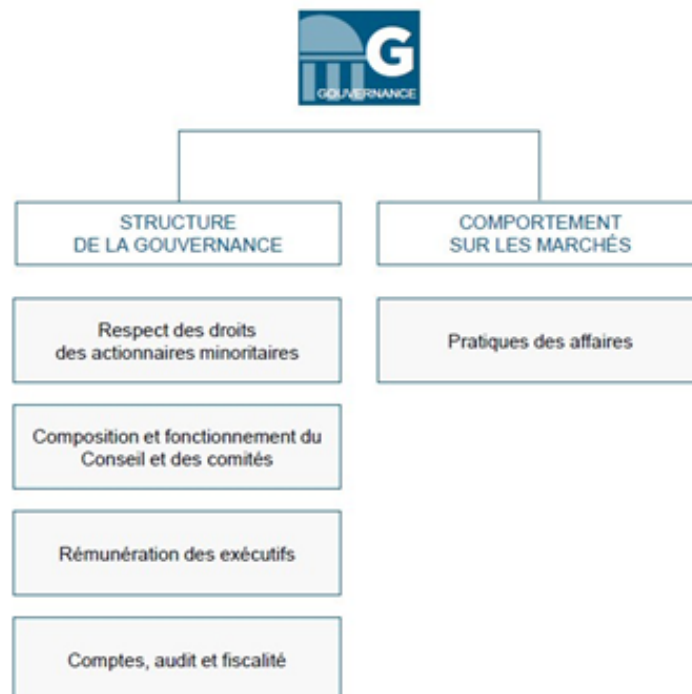 G
GOUVERNANCE
STRUCTURE
DE LA GOUVERNANCE
Respect des droits
des actionnaires minoritaires
Composition et fonctionnement du
Conseil et des comités
Rémunération des exécutifs
Comptes, audit et fiscalité
COMPORTEMENT
SUR LES MARCHÉS
Pratiques des affaires